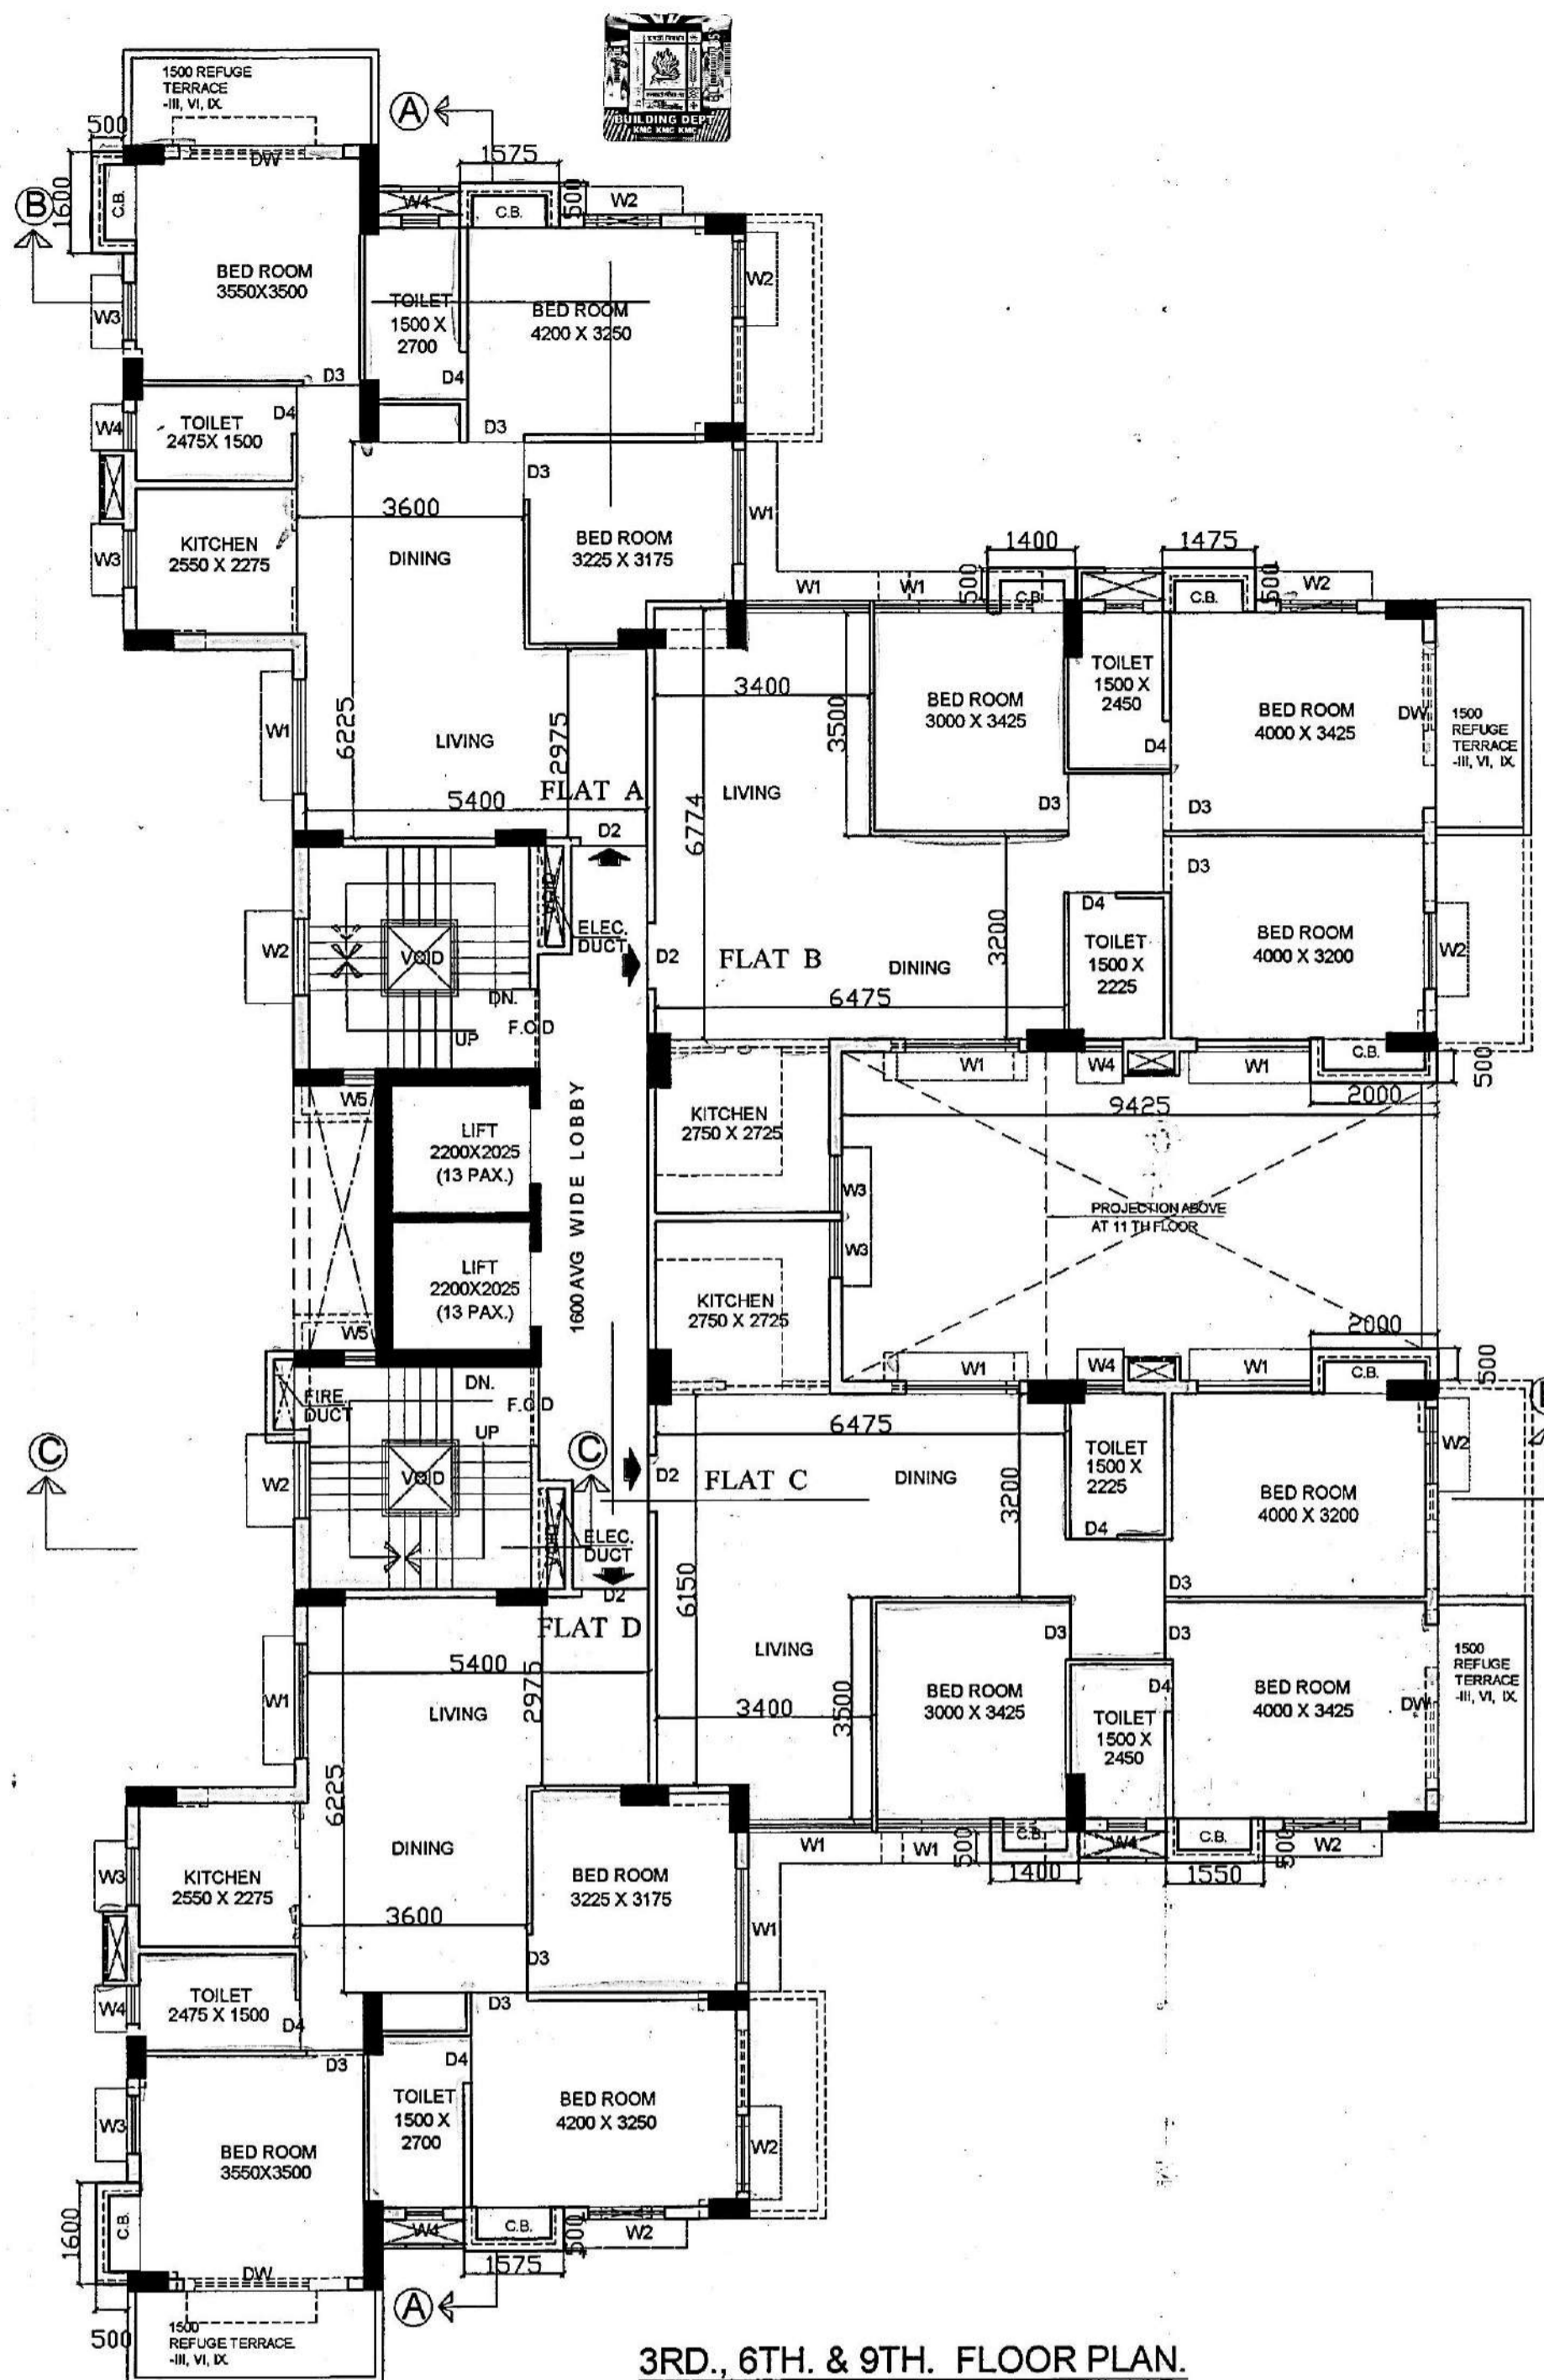 BUILDING DEPT
KMC KMC KMC
1500 REFUGE
TERRACE
-III, VI, IX.
500
DW
A
1575
B
1600
C.B.
W4
C.B.
500
W2
BED ROOM
3550X3500
W3
TOILET
1500 X
2700
BED ROOM
4200 X 3250
W2
D3
D4
TOILET
2475X 1500
D4
W4
D3
D3
3600
W1
KITCHEN
2550 X 2275
W3
DINING
BED ROOM
3225 X 3175
1400
1475
W1
W1
500
C.B.
C.B.
500
W2
6225
W1
LIVING
2975
5400
FLAT A
D2
3400
3500
BED ROOM
3000 X 3425
TOILET
1500 X
2450
D4
BED ROOM
4000 X 3425
DW
1500
REFUGE
TERRACE
-III, VI, IX.
LIVING
6774
D3
D3
D3
W2
VOID
VOID
ELEC.
DUCT
DN.
UP
F.O.D
D2
FLAT B
DINING
3200
6475
D4
TOILET
1500 X
2225
BED ROOM
4000 X 3200
W2
W1
W4
W1
C.B.
500
2000
9425
W5
LIFT
2200X2025
(13 PAX.)
1600 AVG WIDE LOBBY
KITCHEN
2750 X 2725
W3
PROJECTION ABOVE
AT 11 TH FLOOR
W3
LIFT
2200X2025
(13 PAX.)
KITCHEN
2750 X 2725
W5
2000
W1
W4
W1
C.B.
500
FIRE
DUCT
DN.
F.O.D
UP
C
W2
VOID
C
VOID
ELEC.
DUCT
D2
D2
FLAT C
6475
DINING
3200
TOILET
1500 X
2225
D4
BED ROOM
4000 X 3200
W2
D3
6150
FLAT D
5400
W1
LIVING
2975
LIVING
3400
3500
BED ROOM
3000 X 3425
D3
D3
D4
TOILET
1500 X
2450
BED ROOM
4000 X 3425
DW
1500
REFUGE
TERRACE
-III, VI, IX.
6225
W3
KITCHEN
2550 X 2275
DINING
3600
BED ROOM
3225 X 3175
D3
W1
W1
W1
500
C.B.
1400
W4
C.B.
1550
500
W2
W4
TOILET
2475 X 1500
D4
D3
D3
D4
TOILET
1500 X
2700
BED ROOM
4200 X 3250
W2
W3
BED ROOM
3550X3500
1600
C.B.
W4
C.B.
500
W2
1575
DW
A
500
1500
REFUGE TERRACE
-III, VI, IX.
3RD., 6TH. & 9TH. FLOOR PLAN.